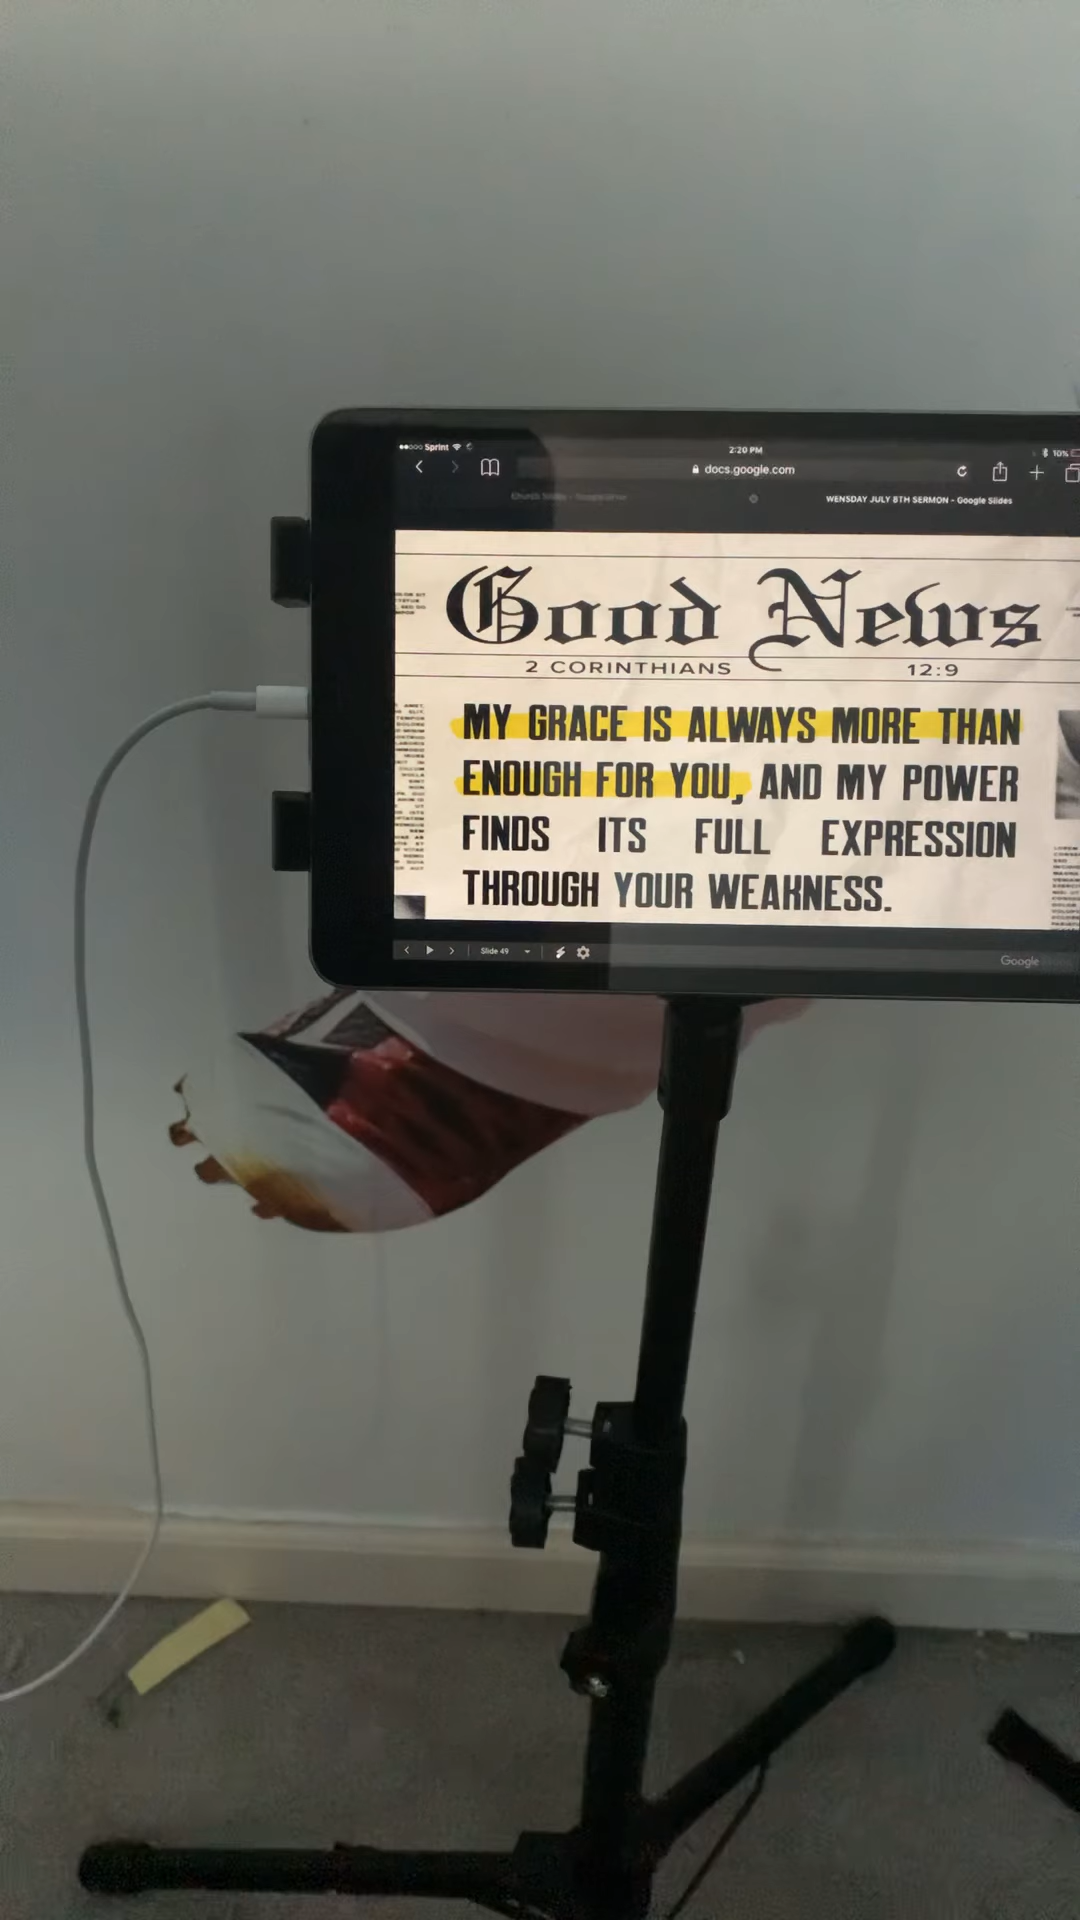 Sprint 2:20 PM 10%
docs.google.com
WENSDAY JULY 8TH SERMON - Google Slides
Good News
2 CORINTHIANS 12:9
MY GRACE IS ALWAYS MORE THAN
ENOUGH FOR YOU, AND MY POWER
FINDS ITS FULL EXPRESSION
THROUGH YOUR WEAKNESS.
Slide 49
Google